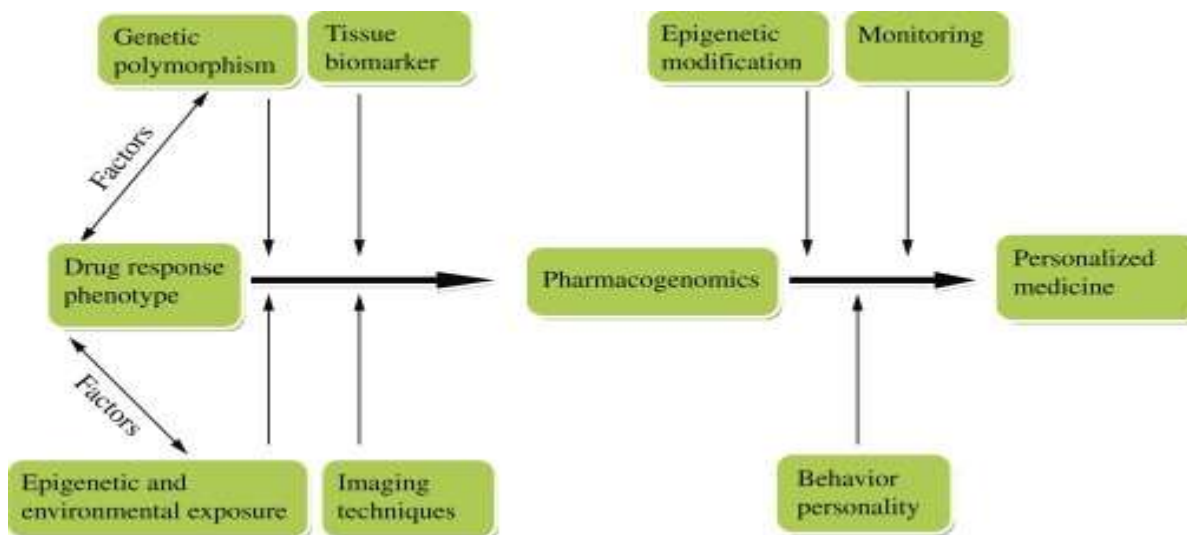 Genetic
polymorphism
Tissue
biomarker
Epigenetic
modification
Monitoring
Factors
Drug response
phenotype
Pharmacogenomics
Personalized
medicine
Factors
Epigenetic and
environmental exposure
Imaging
techniques
Behavior
personality